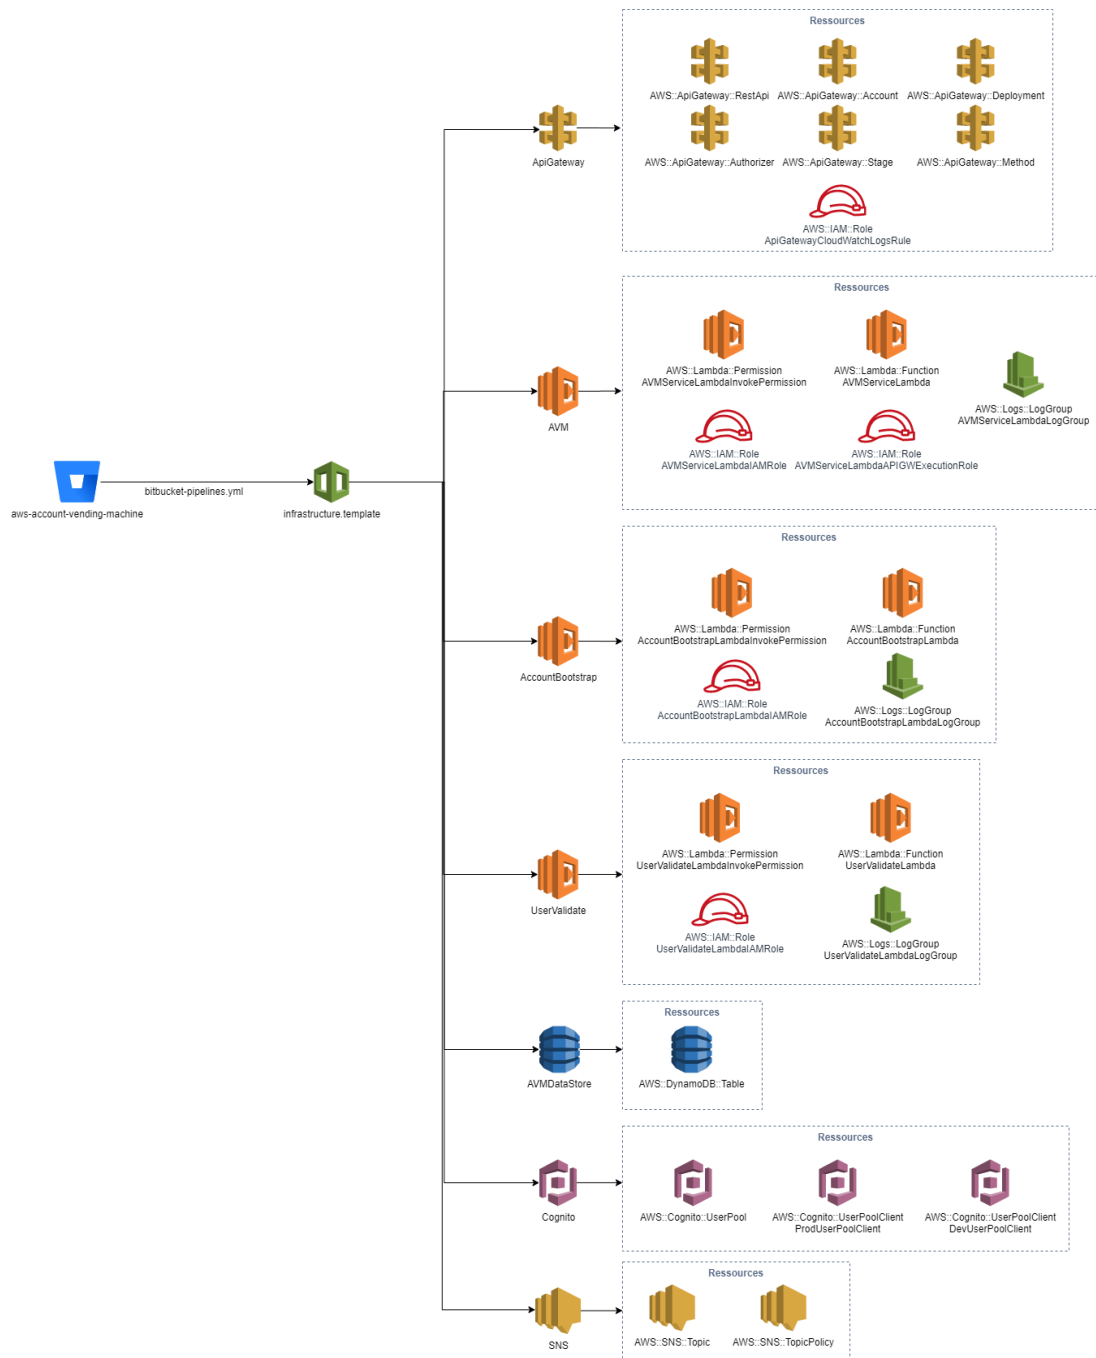 Ressources
AWS::ApiGateway::RestApi
AWS::ApiGateway::Account
AWS::ApiGateway::Deployment
AWS::ApiGateway::Authorizer
AWS::ApiGateway::Stage
AWS::ApiGateway::Method
AWS::IAM::Role
ApiGatewayCloudWatchLogsRule
ApiGateway
Ressources
AWS::Lambda::Permission
AVMServiceLambdaInvokePermission
AWS::Lambda::Function
AVMServiceLambda
AWS::Logs::LogGroup
AVMServiceLambdaLogGroup
AWS::IAM::Role
AVMServiceLambdaIAMRole
AWS::IAM::Role
AVMServiceLambdaAPIGWExecutionRole
AVM
aws-account-vending-machine
bitbucket-pipelines.yml
infrastructure.template
Ressources
AWS::Lambda::Permission
AccountBootstrapLambdaInvokePermission
AWS::Lambda::Function
AccountBootstrapLambda
AWS::IAM::Role
AccountBootstrapLambdaIAMRole
AWS::Logs::LogGroup
AccountBootstrapLambdaLogGroup
AccountBootstrap
Ressources
AWS::Lambda::Permission
UserValidateLambdaInvokePermission
AWS::Lambda::Function
UserValidateLambda
AWS::IAM::Role
UserValidateLambdaIAMRole
AWS::Logs::LogGroup
UserValidateLambdaLogGroup
UserValidate
Ressources
AVMDataStore
AWS::DynamoDB::Table
Ressources
Cognito
AWS::Cognito::UserPool
AWS::Cognito::UserPoolClient
ProdUserPoolClient
AWS::Cognito::UserPoolClient
DevUserPoolClient
Ressources
SNS
AWS::SNS::Topic
AWS::SNS::TopicPolicy